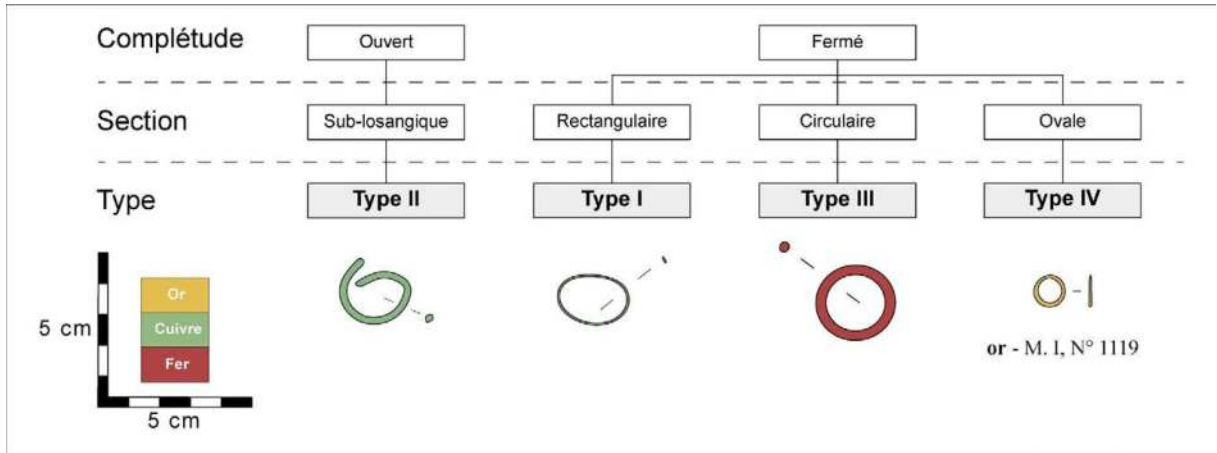 Complétude
Ouvert
Fermé
Section
Sub-losangique
Rectangulaire
Circulaire
Ovale
Type
Type II
Type I
Type III
Type IV
5 cm
Or
Cuivre
Fer
5 cm
or - M. I, N° 1119